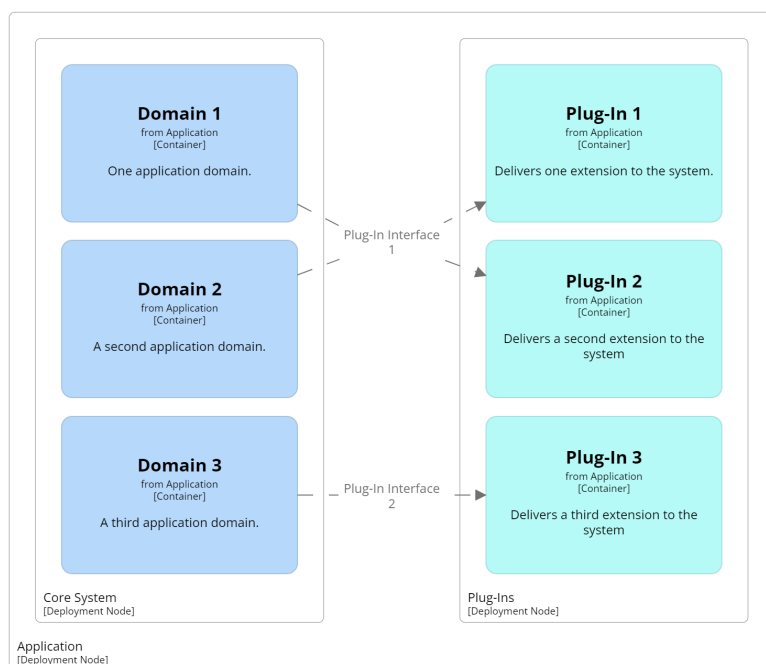 Domain 1
from Application
[Container]
One application domain.
Plug-In 1
from Application
[Container]
Delivers one extension to the system.
Plug-In Interface
1
Domain 2
from Application
[Container]
A second application domain.
Plug-In 2
from Application
[Container]
Delivers a second extension to the
system
Domain 3
from Application
[Container]
A third application domain.
Plug-In Interface
2
Plug-In 3
from Application
[Container]
Delivers a third extension to the
system
Core System
[Deployment Node]
Plug-Ins
[Deployment Node]
Application
[Deployment Node]